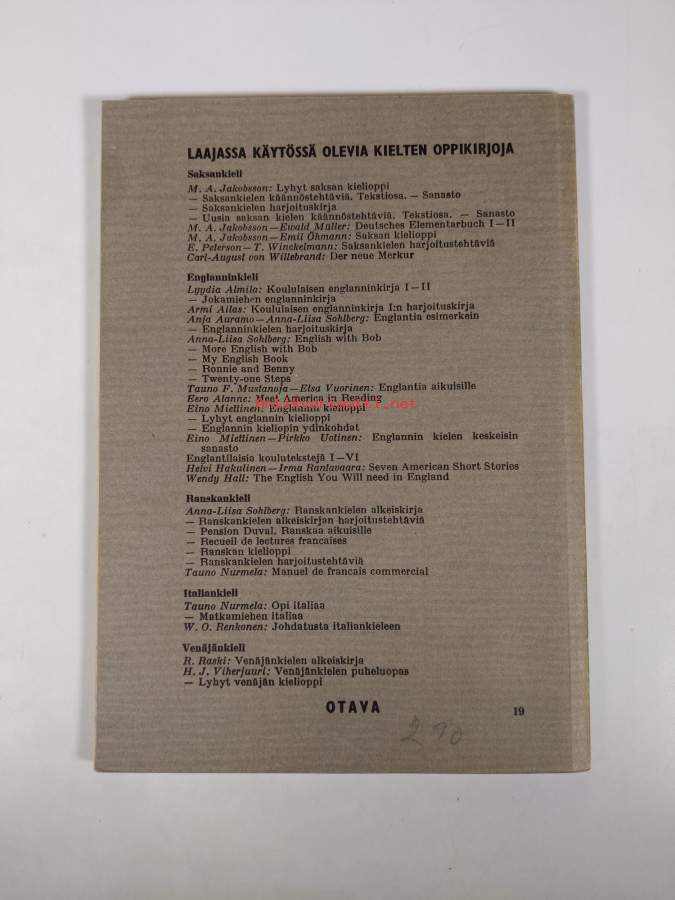 LAAJASSA KÄYTÖSSÄ OLEVIA KIELTEN OPPIKIRJOJA
Saksankieli
M. A. Jakobsson: Lyhyt saksan kielioppi
— Saksankielen käännöstehtäviä. Tekstiosa. — Sanasto
— Saksankielen harjoituskirja
— Uusia saksan kielen käännöstehtäviä. Tekstiosa. — Sanasto
M. A. Jakobsson—Ewald Müller: Deutsches Elementarbuch I—II
M. A. Jakobsson—Emil Öhmann: Saksan kielioppi
E. Peterson—T. Winckelmann: Saksankielen harjoitustehtäviä
Carl-August von Willebrand: Der neue Merkur
Englanninkieli
Lyydia Almila: Koululaisen englanninkirja I—II
— Jokamiehen englanninkirja
Armi Ailas: Koululaisen englanninkirja I:n harjoituskirja
Anja Auramo—Anna-Liisa Sohlberg: Englantia esimerkein
— Englanninkielen harjoituskirja
Anna-Liisa Sohlberg: English with Bob
— More English with Bob
— My English Book
— Ronnie and Benny
— Twenty-one Steps
Tauno F. Mustanoja—Elsa Vuorinen: Englantia aikuisille
Eero Alanne: Meet America in Reading
Eino Miettinen: Englannin kielioppi
— Lyhyt englannin kielioppi
— Englannin kieliopin ydinkohdat
Eino Miettinen—Pirkko Uotinen: Englannin kielen keskeisin
sanasto
Englantilaisia koulutekstejä I—VI
Helvi Hakulinen—Irma Rantavaara: Seven American Short Stories
Wendy Hall: The English You Will need in England
Ranskankieli
Anna-Liisa Sohlberg: Ranskankielen alkeiskirja
— Ranskankielen alkeiskirjan harjoitustehtäviä
— Pension Duval. Ranskaa aikuisille
— Recueil de lectures francaises
— Ranskan kielioppi
— Ranskankielen harjoitustehtäviä
Tauno Nurmela: Manuel de francais commercial
Italiankieli
Tauno Nurmela: Opi italiaa
— Matkamiehen italiaa
W. O. Renkonen: Johdatusta italiankieleen
Venäjänkieli
R. Raski: Venäjänkielen alkeiskirja
H. J. Viherjuuri: Venäjänkielen puheluopas
— Lyhyt venäjän kielioppi
OTAVA
19
290